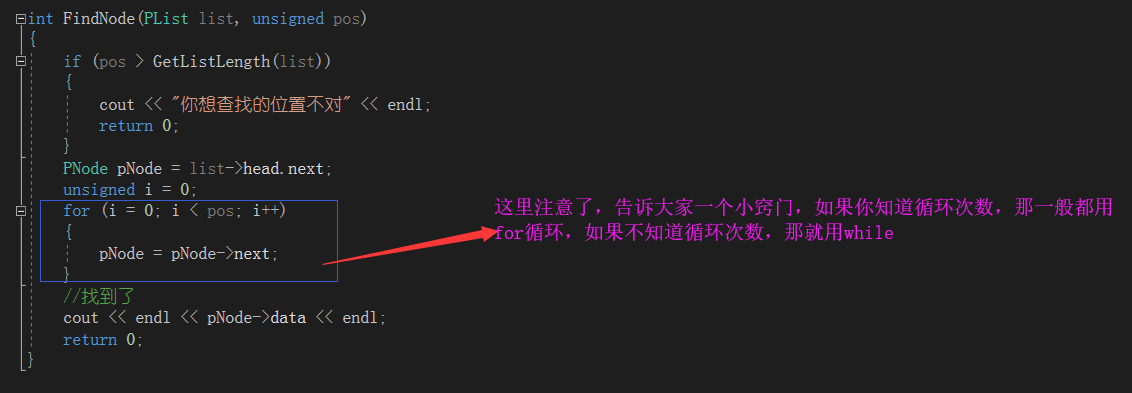 int FindNode(PList list, unsigned pos)
{
if (pos > GetListLength(list))
{
cout << "你想查找的位置不对" << endl;
return 0;
}
PNode pNode = list->head.next;
unsigned i = 0;
for (i = 0; i < pos; i++)
{
pNode = pNode->next;
}
//找到了
cout << endl << pNode->data << endl;
return 0;
}
这里注意了，告诉大家一个小窍门，如果你知道循环次数，那一般都用
for循环，如果不知道循环次数，那就用while